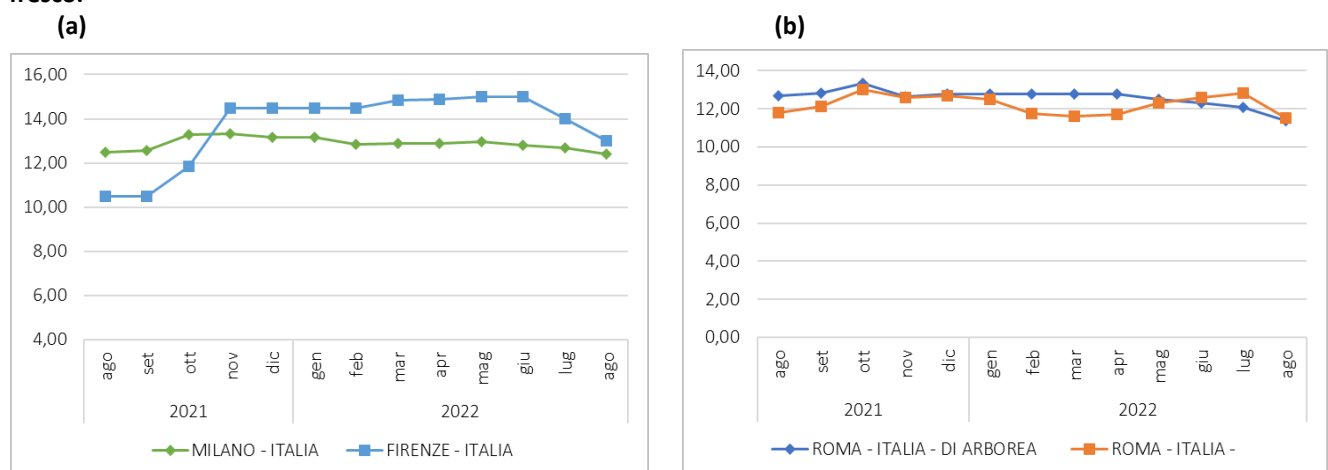 fresco.
(a)
16,00
14,00
12,00
10,00
8,00
6,00
4,00
ago set ott nov dic gen feb mar apr mag giu lug ago
2021 2022
MILANO - ITALIA FIRENZE - ITALIA
(b)
14,00
12,00
10,00
8,00
6,00
4,00
2,00
0,00
ago set ott nov dic gen feb mar apr mag giu lug ago
2021 2022
ROMA - ITALIA - DI ARBOREA ROMA - ITALIA -